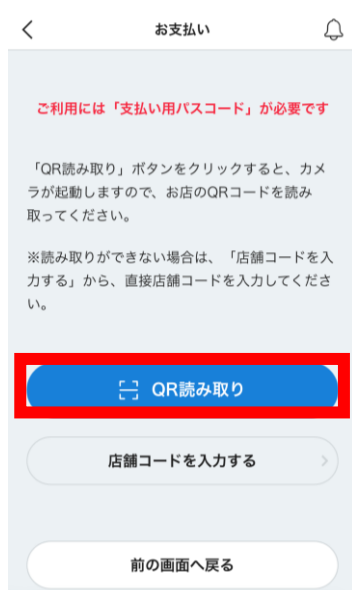 お支払い
ご利用には「支払い用パスコード」が必要です
「QR読み取り」ボタンをクリックすると、カメ
ラが起動しますので、お店のQRコードを読み
取ってください。
※読み取りができない場合は、「店舗コードを入
力する」から、直接店舗コードを入力してくださ
い。
QR読み取り
店舗コードを入力する
前の画面へ戻る